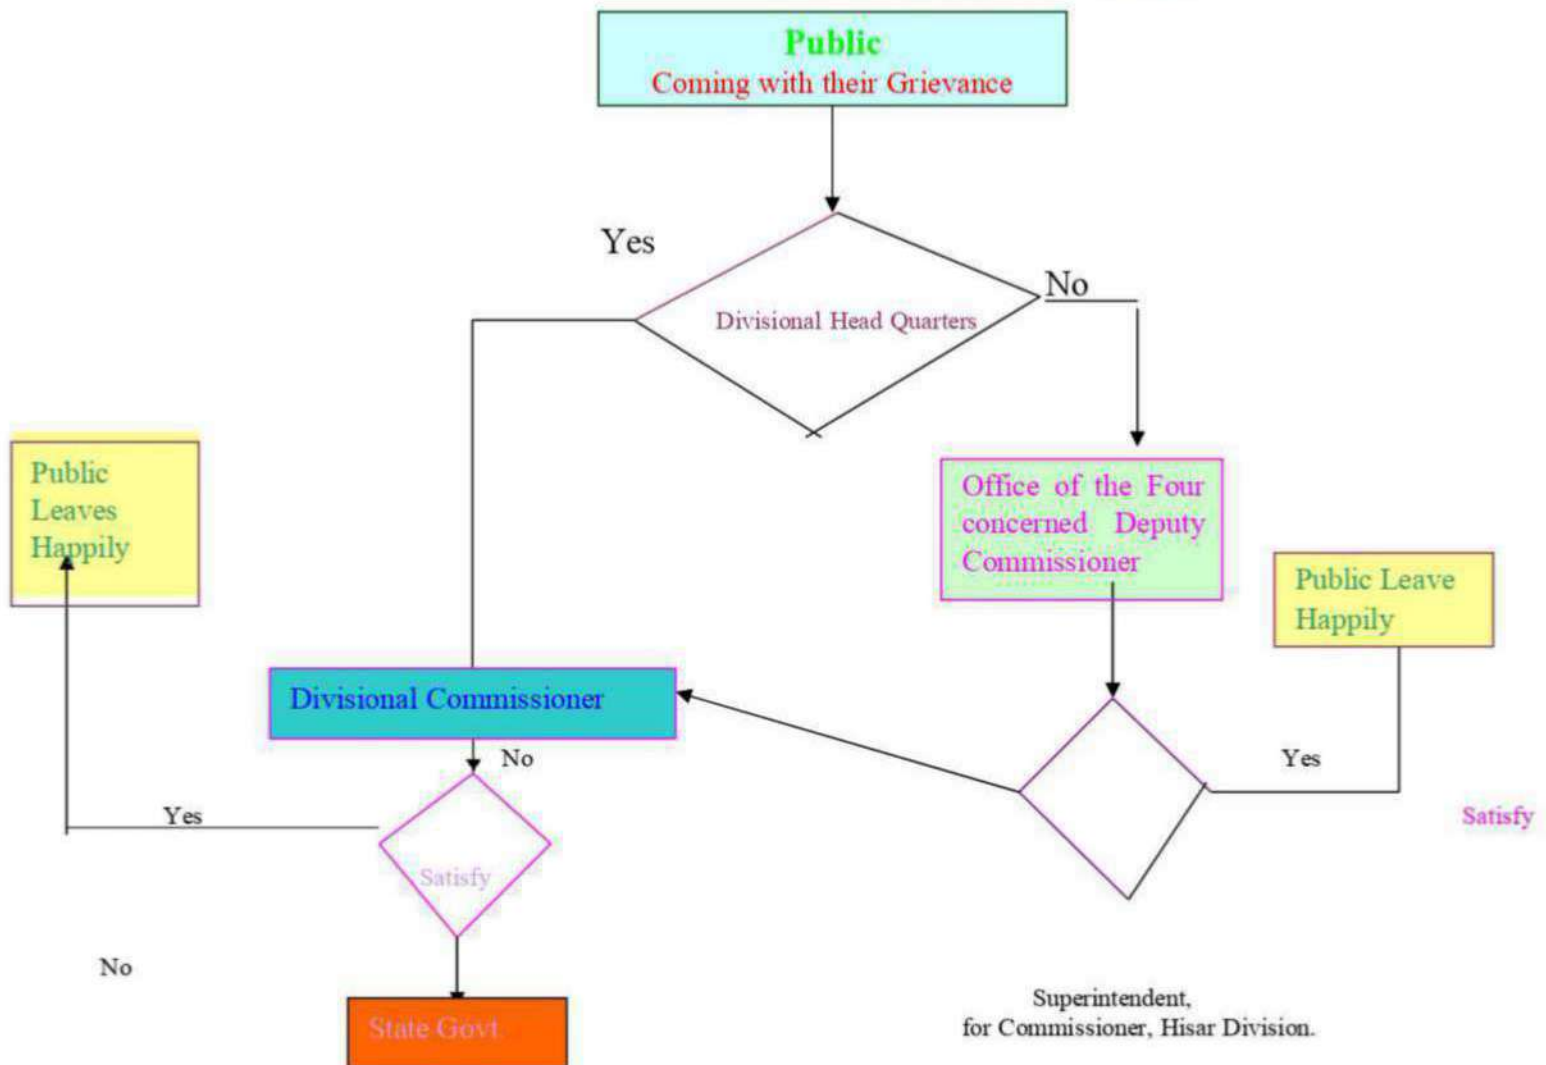 Public
Coming with their Grievance
Yes
No
Divisional Head Quarters
Public
Leaves
Happily
Office of the Four
concerned Deputy
Commissioner
Public Leave
Happily
Divisional Commissioner
No
Yes
Yes
Satisfy
Satisfy
No
State Govt.
Superintendent,
for Commissioner, Hisar Division.